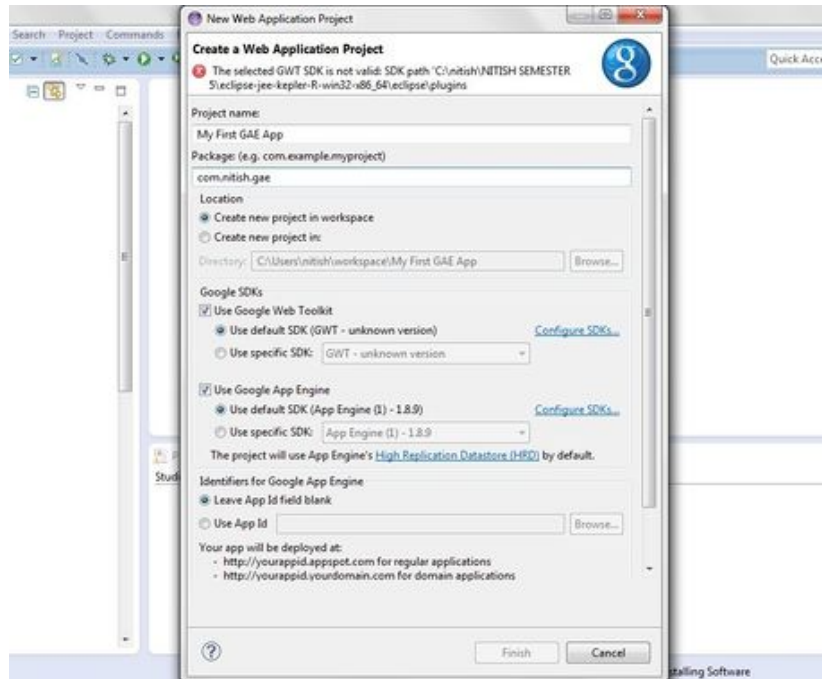 New Web Application Project
Search Project Commands
Create a Web Application Project
The selected GWT SDK is not valid: SDK path 'C:\nitish\NITISH SEMESTER
5\eclipse-jee-kepler-R-win32-x86_64\eclipse\plugins
8
Quick Acce
Project name:
My First GAE App
Package: (e.g. com.example.myproject)
com.nitish.gae
Location
Create new project in workspace
Create new project in:
Directory: C:\Users\nitish\workspace\My First GAE App Browse...
Google SDKs
Use Google Web Toolkit
Use default SDK (GWT - unknown version) Configure SDKs...
Use specific SDK: GWT - unknown version
Use Google App Engine
Use default SDK (App Engine (1) - 1.8.9) Configure SDKs...
Use specific SDK: App Engine (1) - 1.8.9
The project will use App Engine's High Replication Datastore (HRD) by default.
Studi
Identifiers for Google App Engine
Leave App Id field blank
Use App Id Browse...
Your app will be deployed at:
- http://yourappid.appspot.com for regular applications
- http://yourappid.yourdomain.com for domain applications
? Finish Cancel
stalling Software